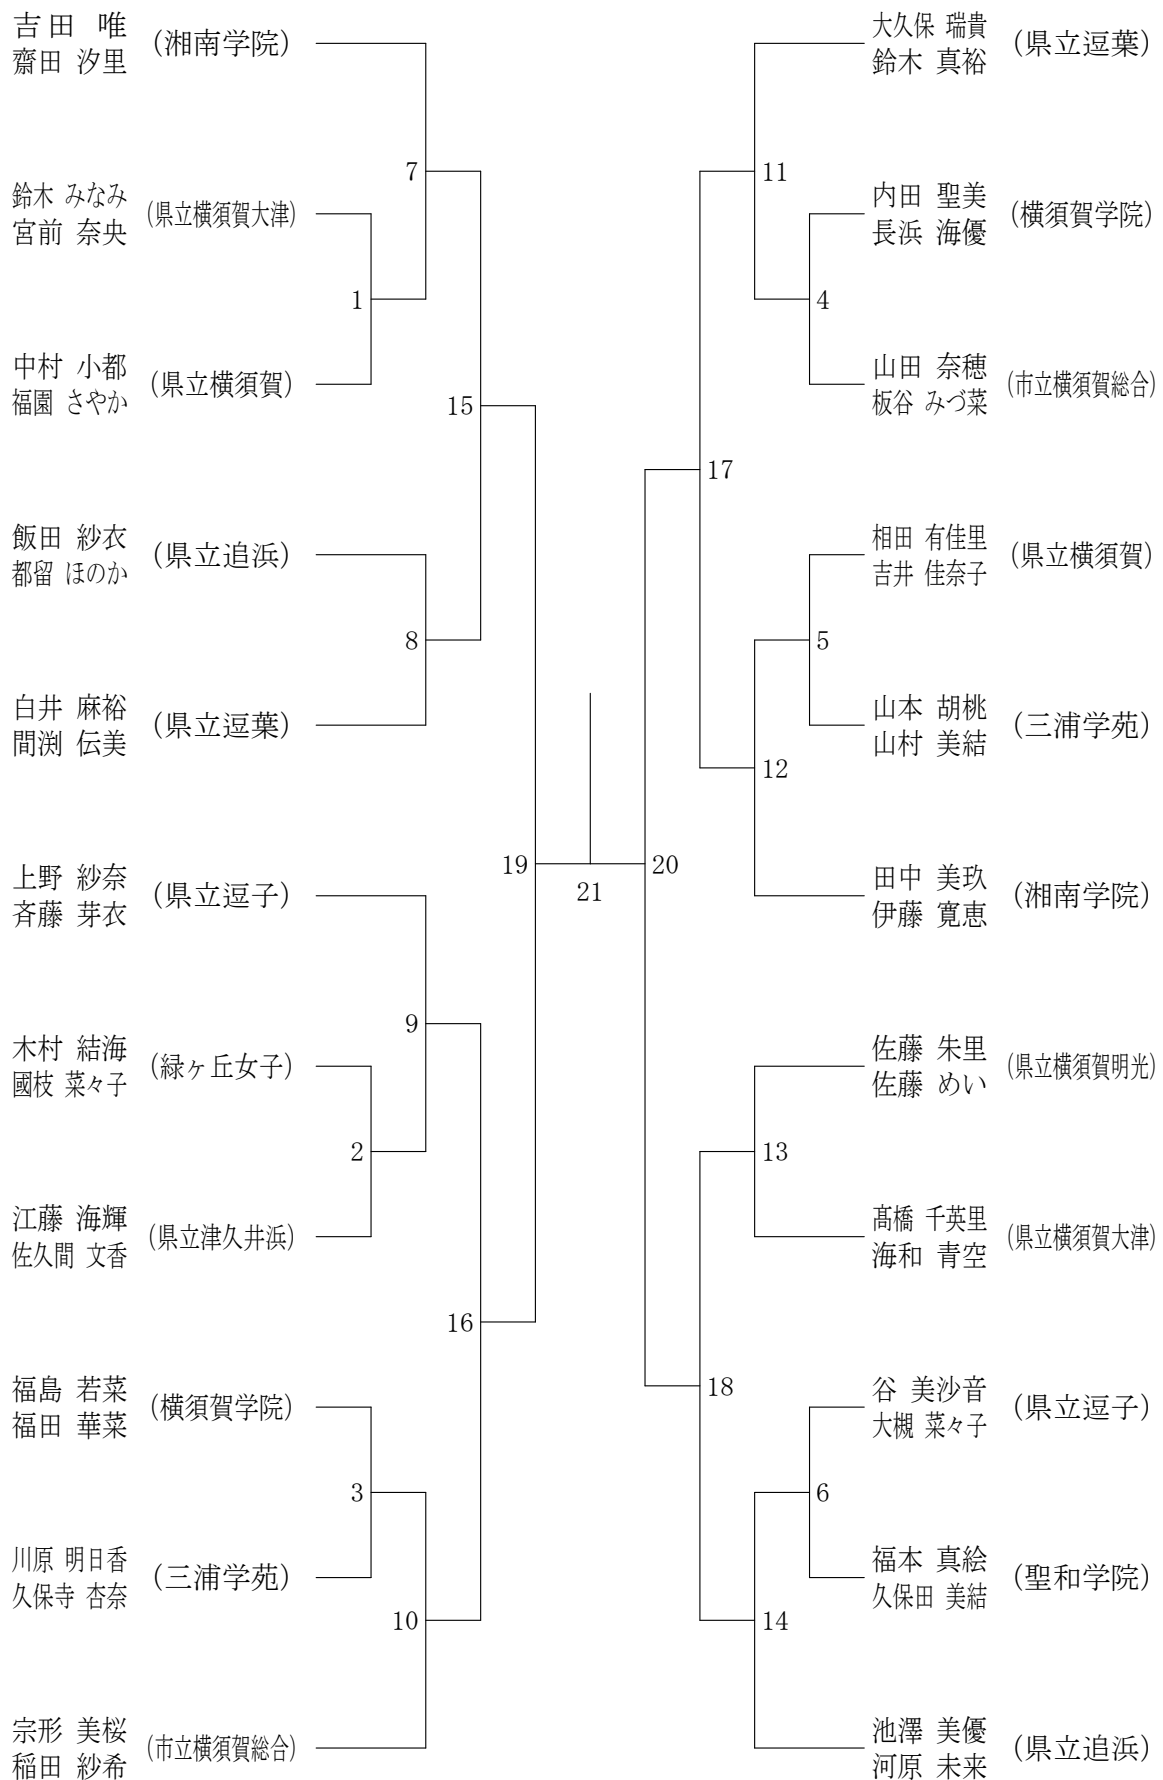 吉田 唯
齋田 汐里
(湘南学院)
7
鈴木 みなみ
宮前 奈央
(県立横須賀大津)
1
中村 小都
福園 さやか
(県立横須賀)
15
飯田 紗衣
都留 ほのか
(県立追浜)
8
白井 麻裕
間渕 伝美
(県立逗葉)
19
上野 紗奈
斉藤 芽衣
(県立逗子)
9
木村 結海
國枝 菜々子
(緑ヶ丘女子)
2
江藤 海輝
佐久間 文香
(県立津久井浜)
16
福島 若菜
福田 華菜
(横須賀学院)
3
川原 明日香
久保寺 杏奈
(三浦学苑)
10
宗形 美桜
稲田 紗希
(市立横須賀総合)
21
大久保 瑞貴
鈴木 真裕
(県立逗葉)
11
内田 聖美
長浜 海優
(横須賀学院)
4
山田 奈穂
板谷 みづ菜
(市立横須賀総合)
17
相田 有佳里
吉井 佳奈子
(県立横須賀)
5
山本 胡桃
山村 美結
(三浦学苑)
12
20
田中 美玖
伊藤 寛恵
(湘南学院)
佐藤 朱里
佐藤 めい
(県立横須賀明光)
13
髙橋 千英里
海和 青空
(県立横須賀大津)
18
谷 美沙音
大槻 菜々子
(県立逗子)
6
福本 真絵
久保田 美結
(聖和学院)
14
池澤 美優
河原 未来
(県立追浜)